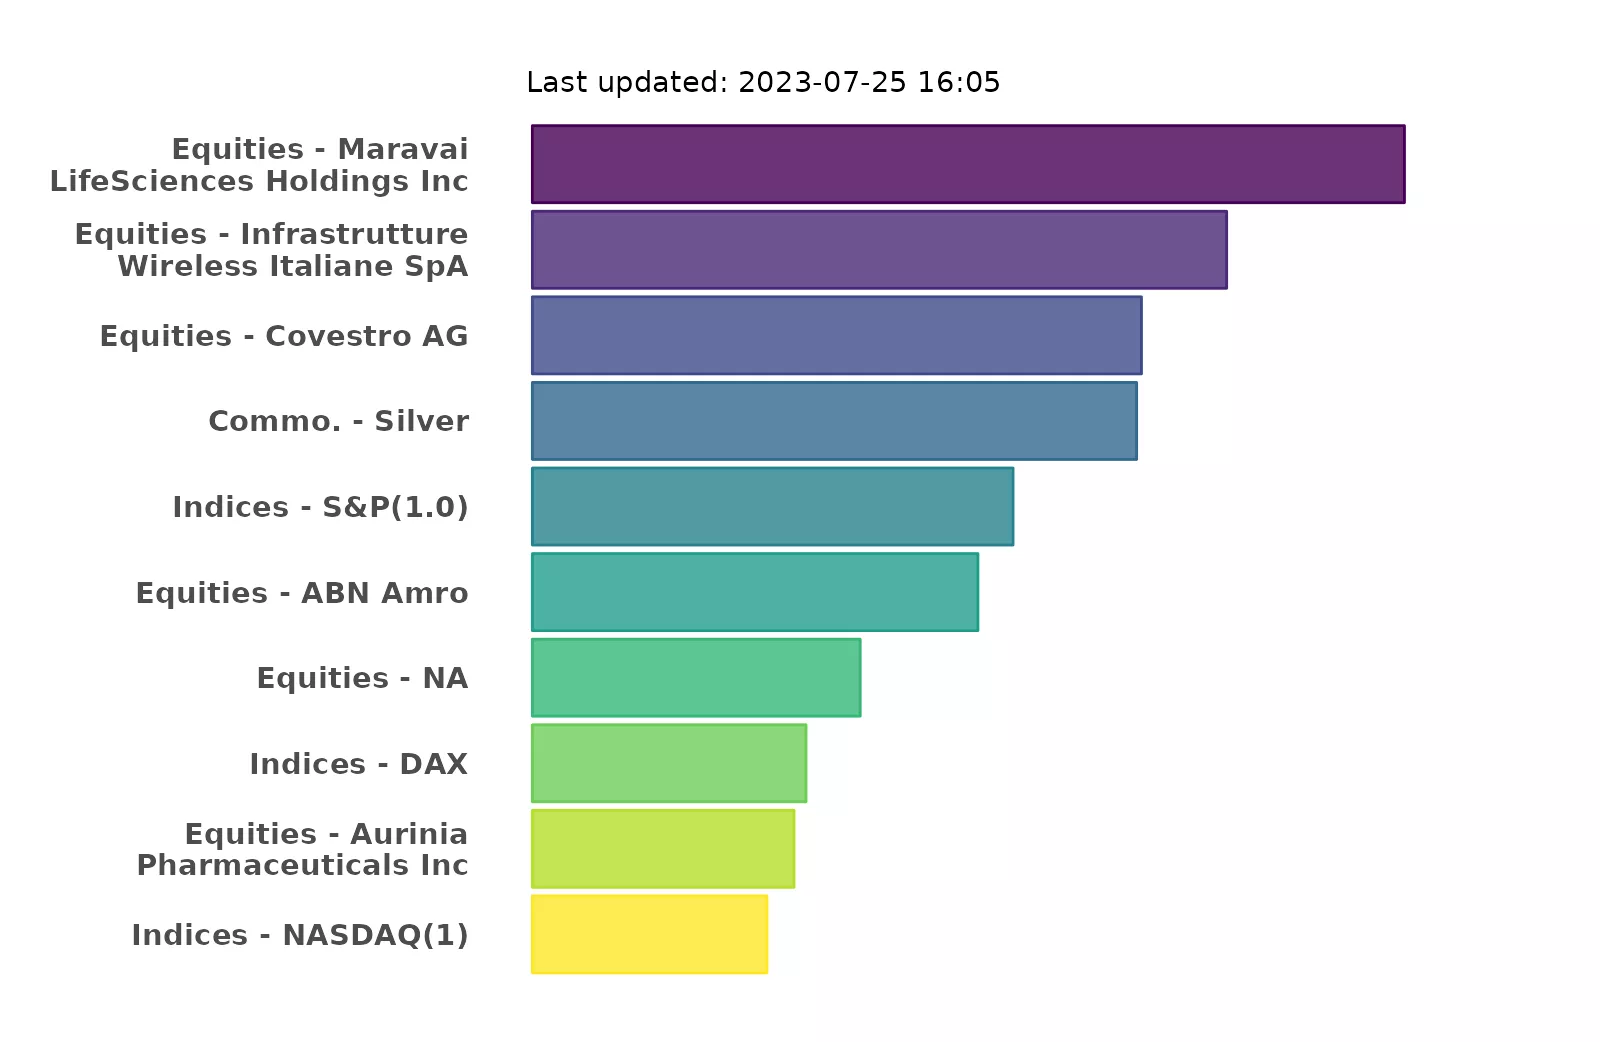 Last updated: 2023-07-25 16:05
Equities - Maravai
LifeSciences Holdings Inc
Equities - Infrastrutture
Wireless Italiane SpA
Equities - Covestro AG
Commo. - Silver
Indices - S&P(1.0)
Equities - ABN Amro
Equities - NA
Indices - DAX
Equities - Aurinia
Pharmaceuticals Inc
Indices - NASDAQ(1)